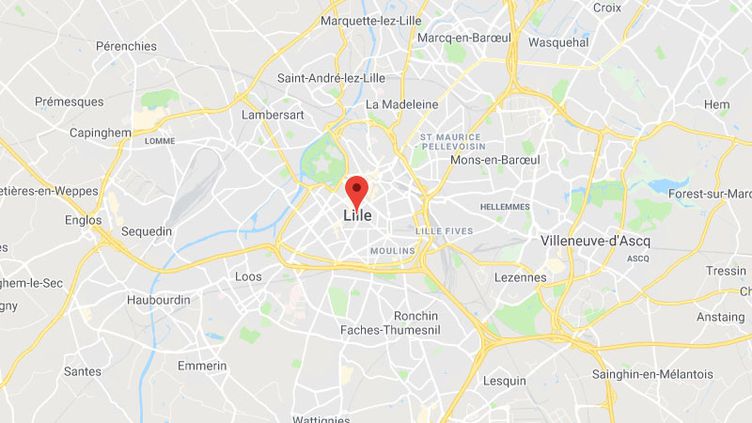 Croix
Marquette-lez-Lille
Marcq-en-Barœul
Wasquehal
Pérenchies
Saint-André-lez-Lille
Prémesques
La Madeleine
Hem
Lambersart
Capinghem
LOMME
ST MAURICE
PELLEVOISIN
Mons-en-Barœul
etières-en-Weppes
Forest-sur-Mar
HELLEMMES
Englos
Lille
Sequedin
LILLE FIVES
Villeneuve-d'Ascq
MOULINS
ASCQ
Tressin
Loos
Lezennes
ghem-le-Sec
gny
Haubourdin
Ronchin
Anstaing
Faches-Thumesnil
Emmerin
Santes
Sainghin-en-Mélantois
Lesquin
Wattignies